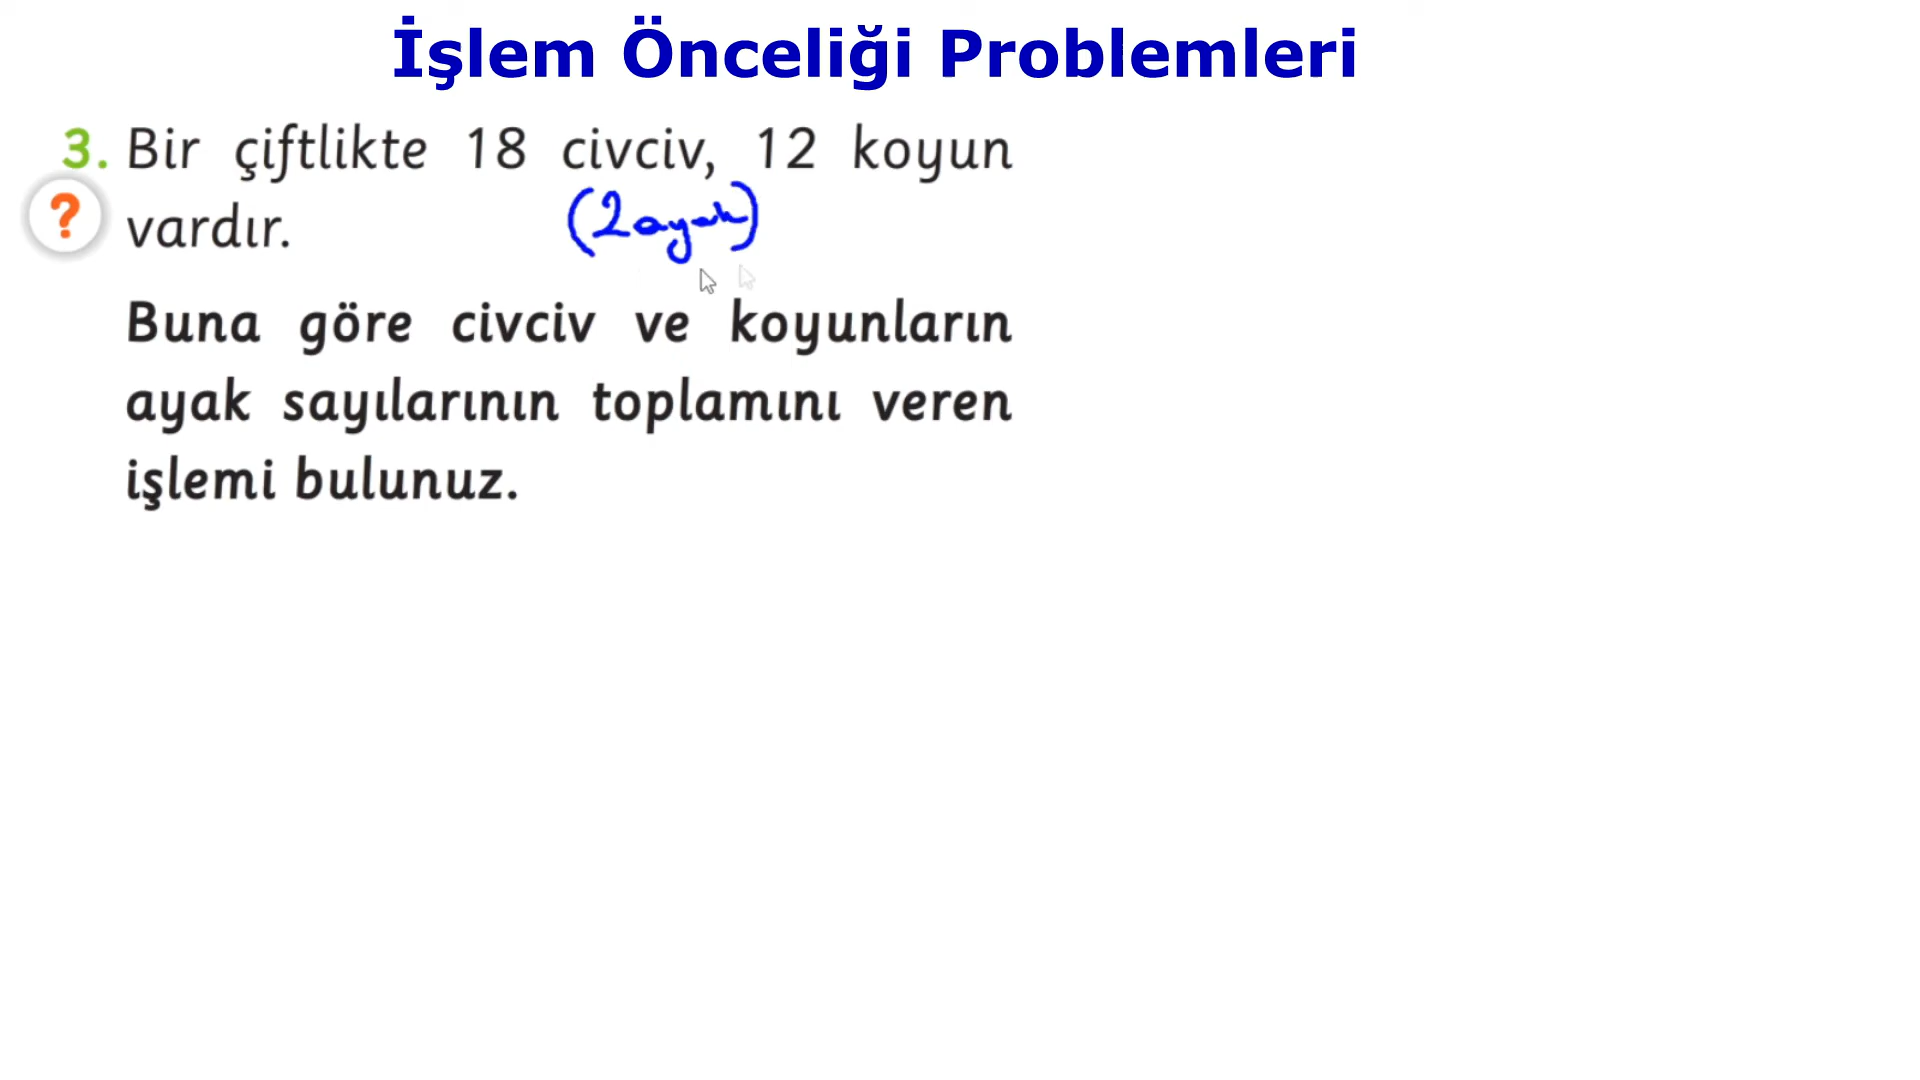 İşlem Önceliği Problemleri
3. Bir çiftlikte 18 civciv, 12 koyun
? vardır. (2 ayak)
Buna göre civciv ve koyunların
ayak sayılarının toplamını veren
işlemi bulunuz.